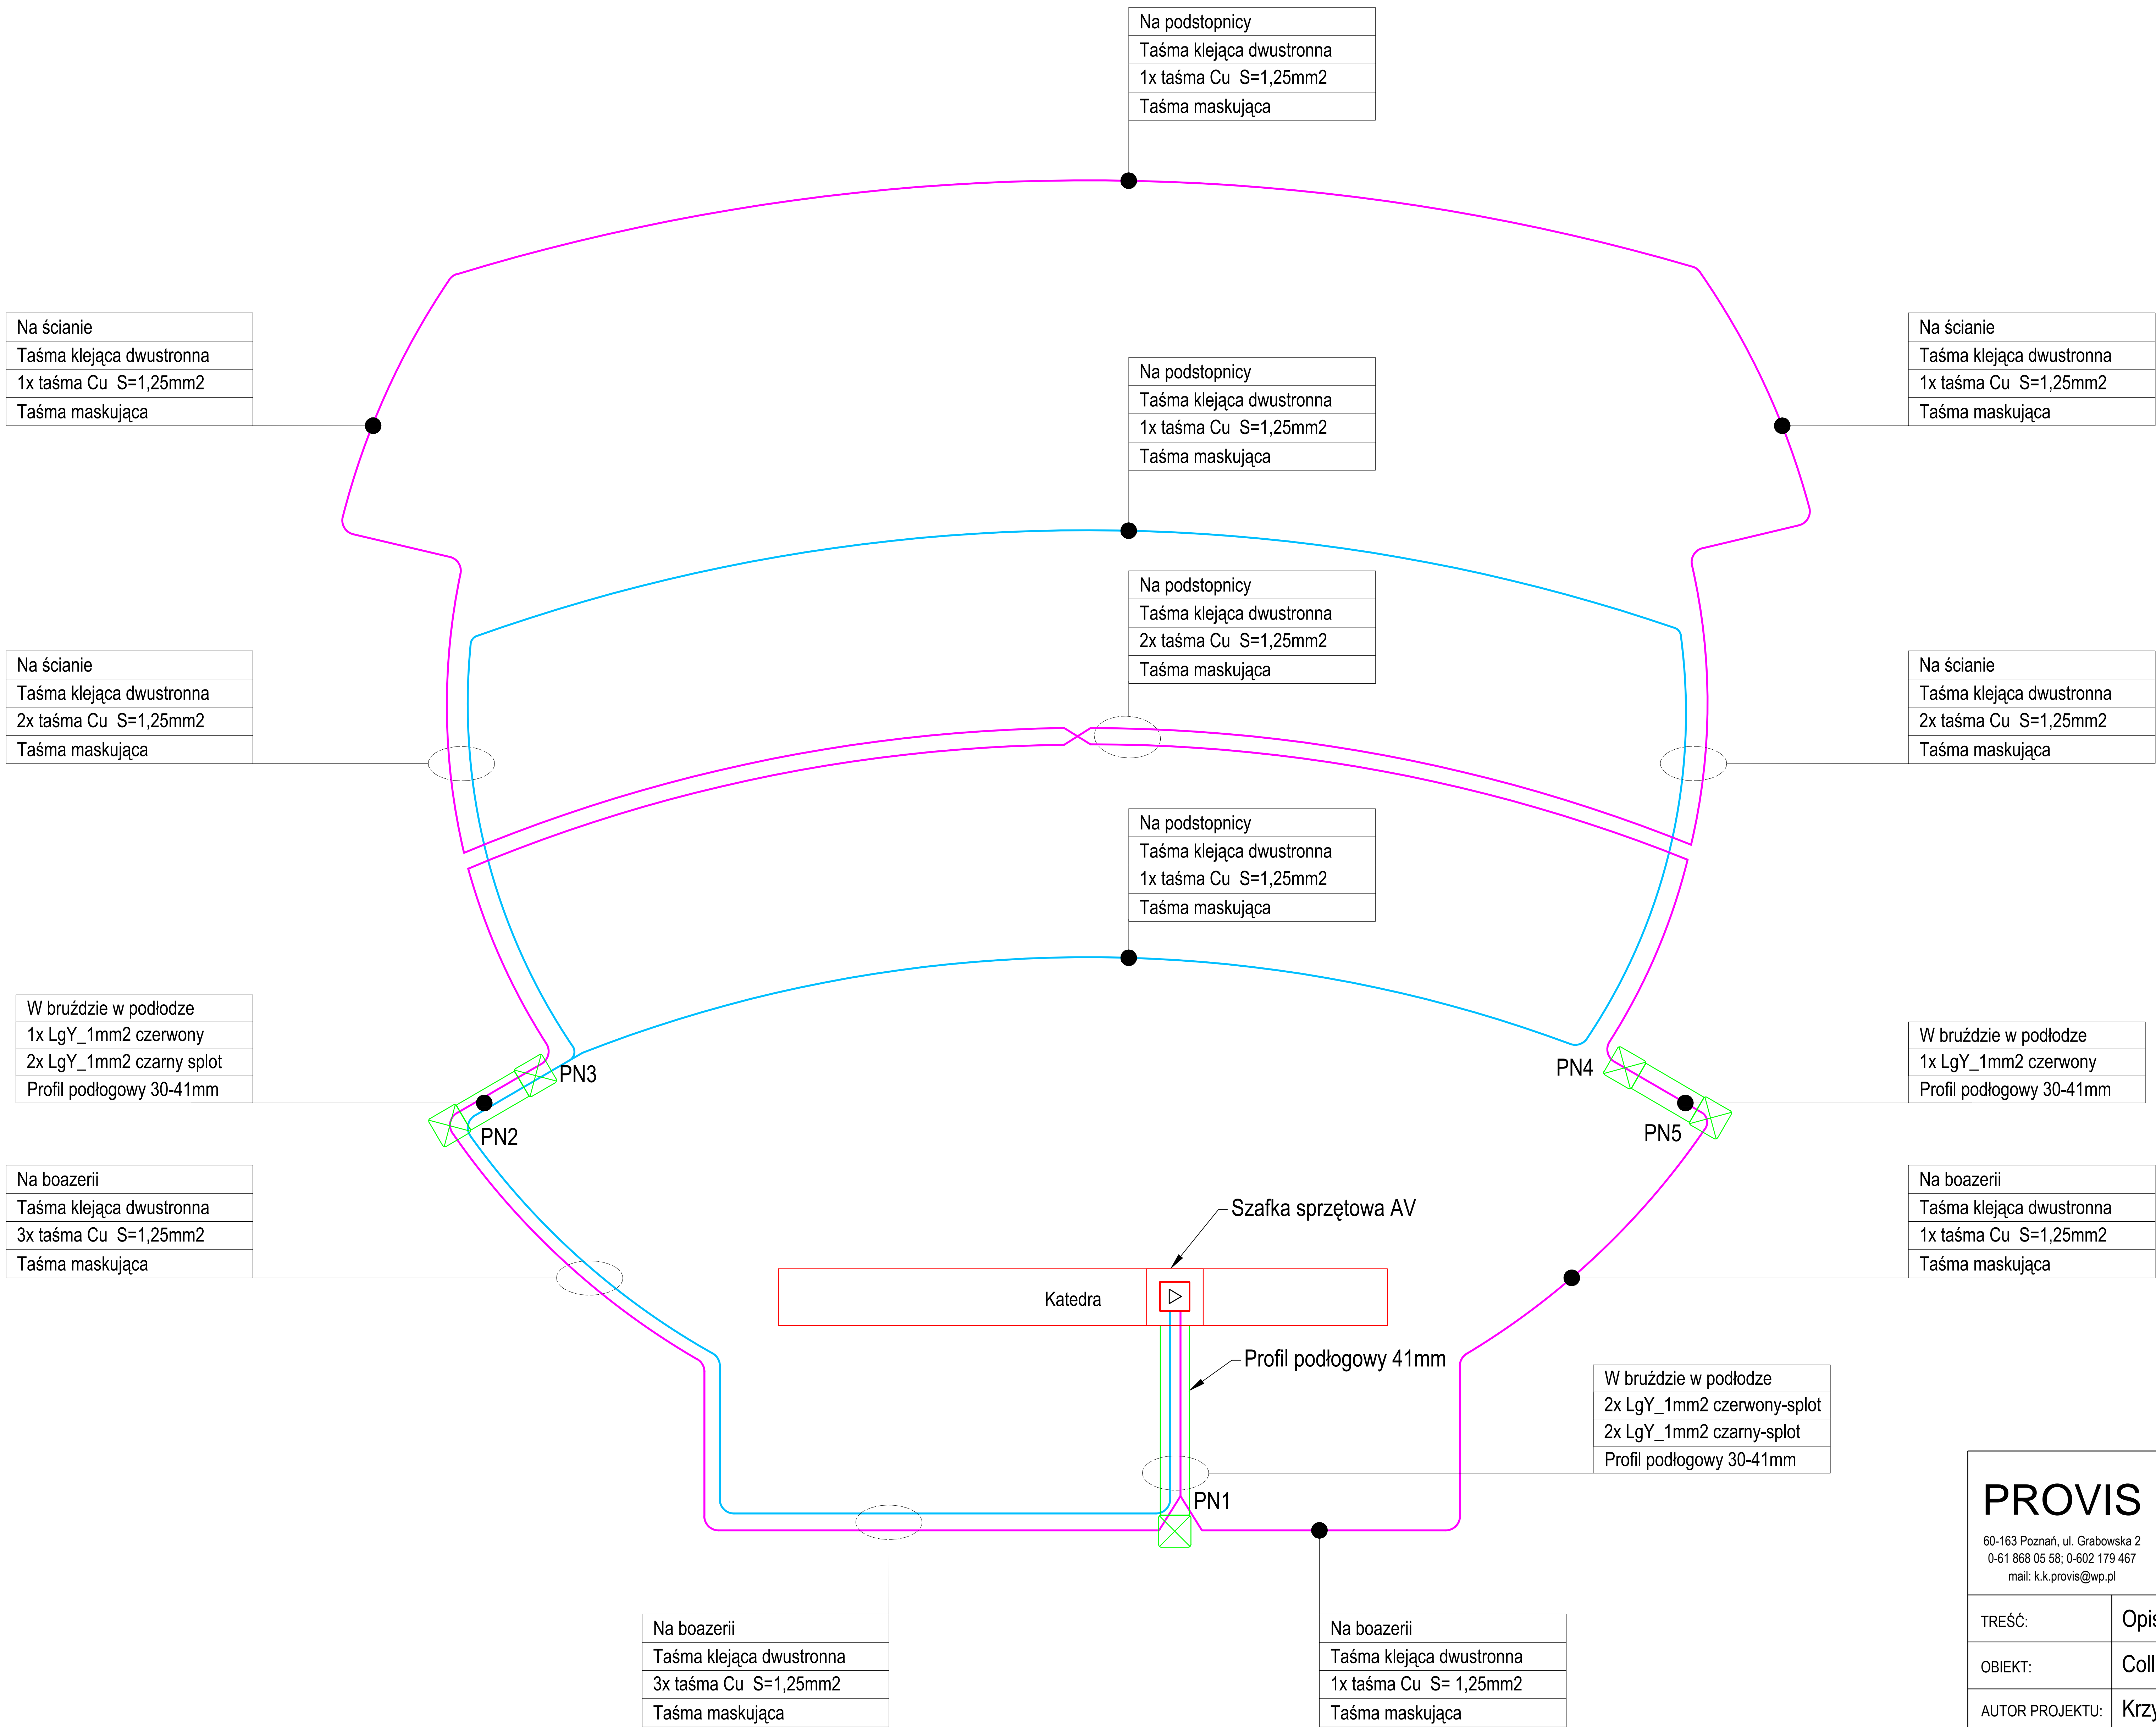 Na podstopnicy
Taśma klejąca dwustronna
1x taśma Cu S=1,25mm2
Taśma maskująca
Na ścianie
Taśma klejąca dwustronna
1x taśma Cu S=1,25mm2
Taśma maskująca
Na podstopnicy
Taśma klejąca dwustronna
1x taśma Cu S=1,25mm2
Taśma maskująca
Na ścianie
Taśma klejąca dwustronna
1x taśma Cu S=1,25mm2
Taśma maskująca
Na podstopnicy
Taśma klejąca dwustronna
2x taśma Cu S=1,25mm2
Taśma maskująca
Na ścianie
Taśma klejąca dwustronna
2x taśma Cu S=1,25mm2
Taśma maskująca
Na ścianie
Taśma klejąca dwustronna
2x taśma Cu S=1,25mm2
Taśma maskująca
Na podstopnicy
Taśma klejąca dwustronna
1x taśma Cu S=1,25mm2
Taśma maskująca
W bruździe w podłodze
1x LgY_1mm2 czerwony
2x LgY_1mm2 czarny splot
Profil podłogowy 30-41mm
PN3
PN2
PN4
PN5
W bruździe w podłodze
1x LgY_1mm2 czerwony
Profil podłogowy 30-41mm
Na boazerii
Taśma klejąca dwustronna
3x taśma Cu S=1,25mm2
Taśma maskująca
Szafka sprzętowa AV
Katedra
Na boazerii
Taśma klejąca dwustronna
1x taśma Cu S=1,25mm2
Taśma maskująca
Profil podłogowy 41mm
W bruździe w podłodze
2x LgY_1mm2 czerwony-splot
2x LgY_1mm2 czarny-splot
Profil podłogowy 30-41mm
PN1
Na boazerii
Taśma klejąca dwustronna
3x taśma Cu S=1,25mm2
Taśma maskująca
Na boazerii
Taśma klejąca dwustronna
1x taśma Cu S= 1,25mm2
Taśma maskująca
PROVIS
60-163 Poznań, ul. Grabowska 2
0-61 868 05 58; 0-602 179 467
mail: k.k.provis@wp.pl
TREŚĆ:
OBIEKT:
AUTOR PROJEKTU: